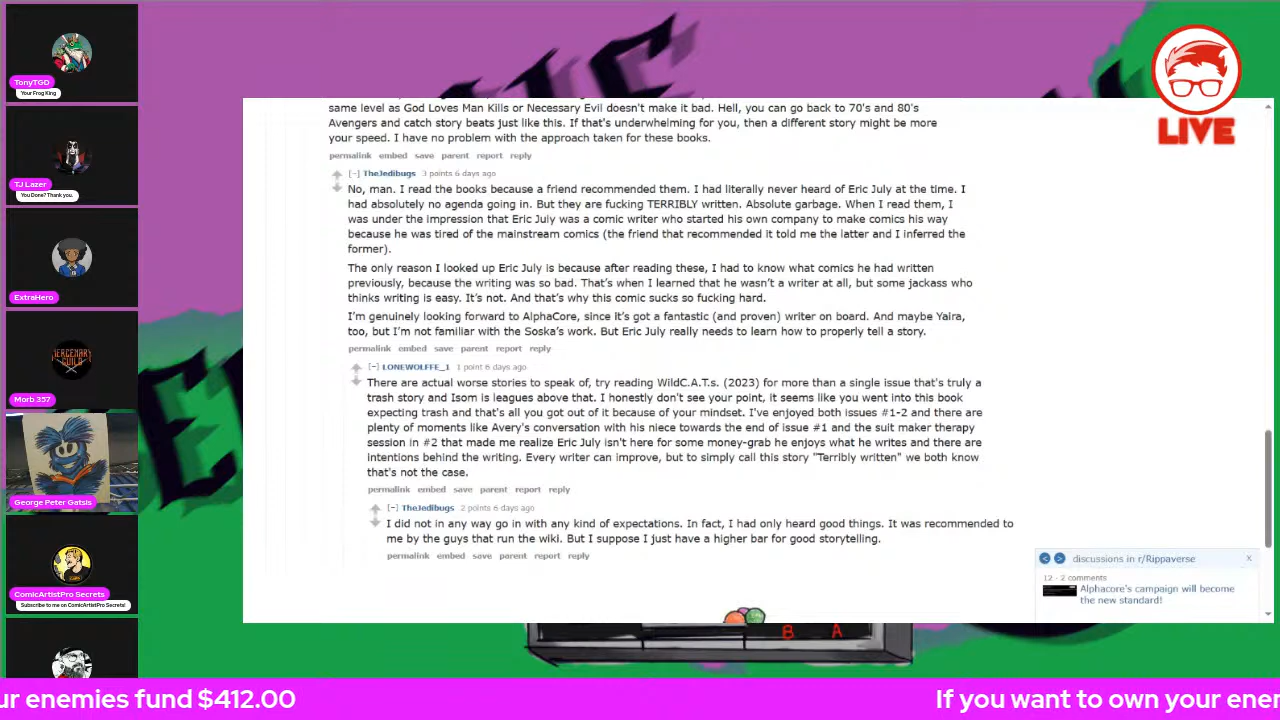 TonyTGD
Your Frog King
TJ Lazer
You Done? Thank you.
ExtraHero
MERCENARY
GUILD
Morb 357
George Peter Gatsis
ComicArtistPro Secrets
Subscribe to me on ComicArtistPro Secrets!
LIVE
same level as God Loves Man Kills or Necessary Evil doesn't make it bad. Hell, you can go back to 70's and 80's
Avengers and catch story beats just like this. If that's underwhelming for you, then a different story might be more
your speed. I have no problem with the approach taken for these books.
permalink embed save parent report reply
[-] TheJedibugs 3 points 6 days ago
No, man. I read the books because a friend recommended them. I had literally never heard of Eric July at the time. I
had absolutely no agenda going in. But they are fucking TERRIBLY written. Absolute garbage. When I read them, I
was under the impression that Eric July was a comic writer who started his own company to make comics his way
because he was tired of the mainstream comics (the friend that recommended it told me the latter and I inferred the
former).
The only reason I looked up Eric July is because after reading these, I had to know what comics he had written
previously, because the writing was so bad. That's when I learned that he wasn't a writer at all, but some jackass who
thinks writing is easy. It's not. And that's why this comic sucks so fucking hard.
I'm genuinely looking forward to AlphaCore, since it's got a fantastic (and proven) writer on board. And maybe Yaira,
too, but I'm not familiar with the Soska's work. But Eric July really needs to learn how to properly tell a story.
permalink embed save parent report reply
[-] LONEWOLFFE_1 1 point 6 days ago
There are actual worse stories to speak of, try reading WildC.A.T.s. (2023) for more than a single issue that's truly a
trash story and Isom is leagues above that. I honestly don't see your point, it seems like you went into this book
expecting trash and that's all you got out of it because of your mindset. I've enjoyed both issues #1-2 and there are
plenty of moments like Avery's conversation with his niece towards the end of issue #1 and the suit maker therapy
session in #2 that made me realize Eric July isn't here for some money-grab he enjoys what he writes and there are
intentions behind the writing. Every writer can improve, but to simply call this story "Terribly written" we both know
that's not the case.
permalink embed save parent report reply
[-] TheJedibugs 2 points 6 days ago
I did not in any way go in with any kind of expectations. In fact, I had only heard good things. It was recommended to
me by the guys that run the wiki. But I suppose I just have a higher bar for good storytelling.
permalink embed save parent report reply
discussions in r/Rippaverse X
12 · 2 comments
Alphacore's campaign will become
the new standard!
B A
ur enemies fund $412.00
If you want to own your ener